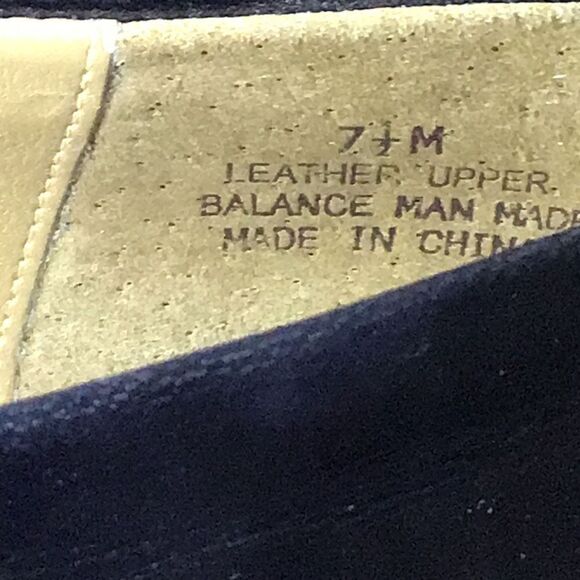 7½M
LEATHER UPPER.
BALANCE MAN MADE
MADE IN CHINA